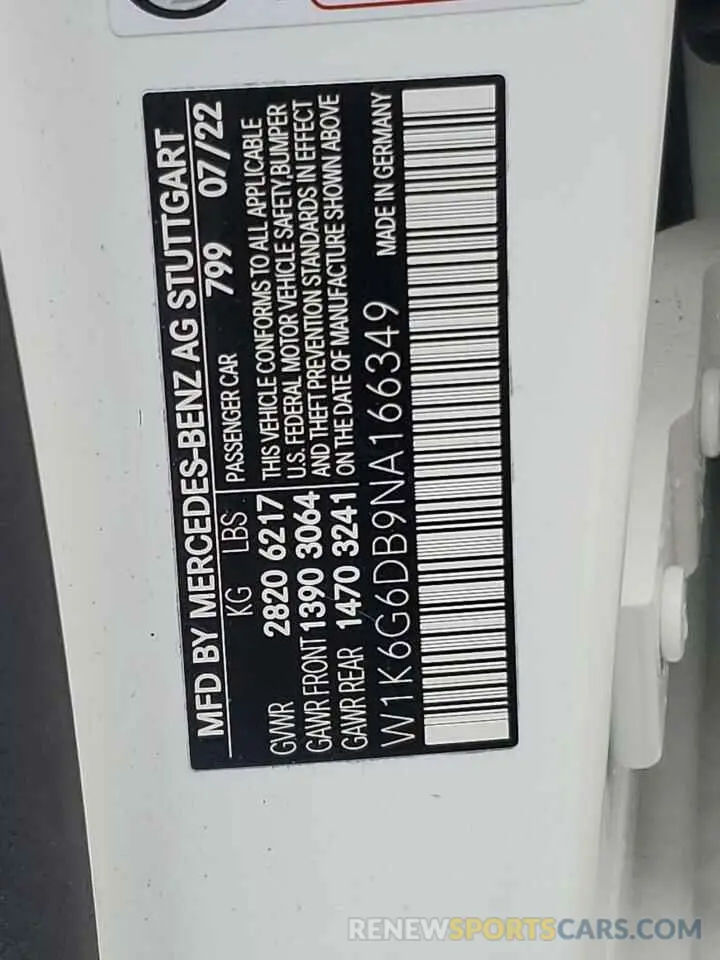 MFD BY MERCEDES-BENZ AG STUTTGART
KG LBS PASSENGER CAR 799 07/22
GVWR 2820 6217 THIS VEHICLE CONFORMS TO ALL APPLICABLE
U.S. FEDERAL MOTOR VEHICLE SAFETY,BUMPER
GAWR FRONT 1390 3064 AND THEFT PREVENTION STANDARDS IN EFFECT
GAWR REAR 1470 3241 ON THE DATE OF MANUFACTURE SHOWN ABOVE
W1K6G6DB9NA166349 MADE IN GERMANY
RENEWSPORTSCARS.COM